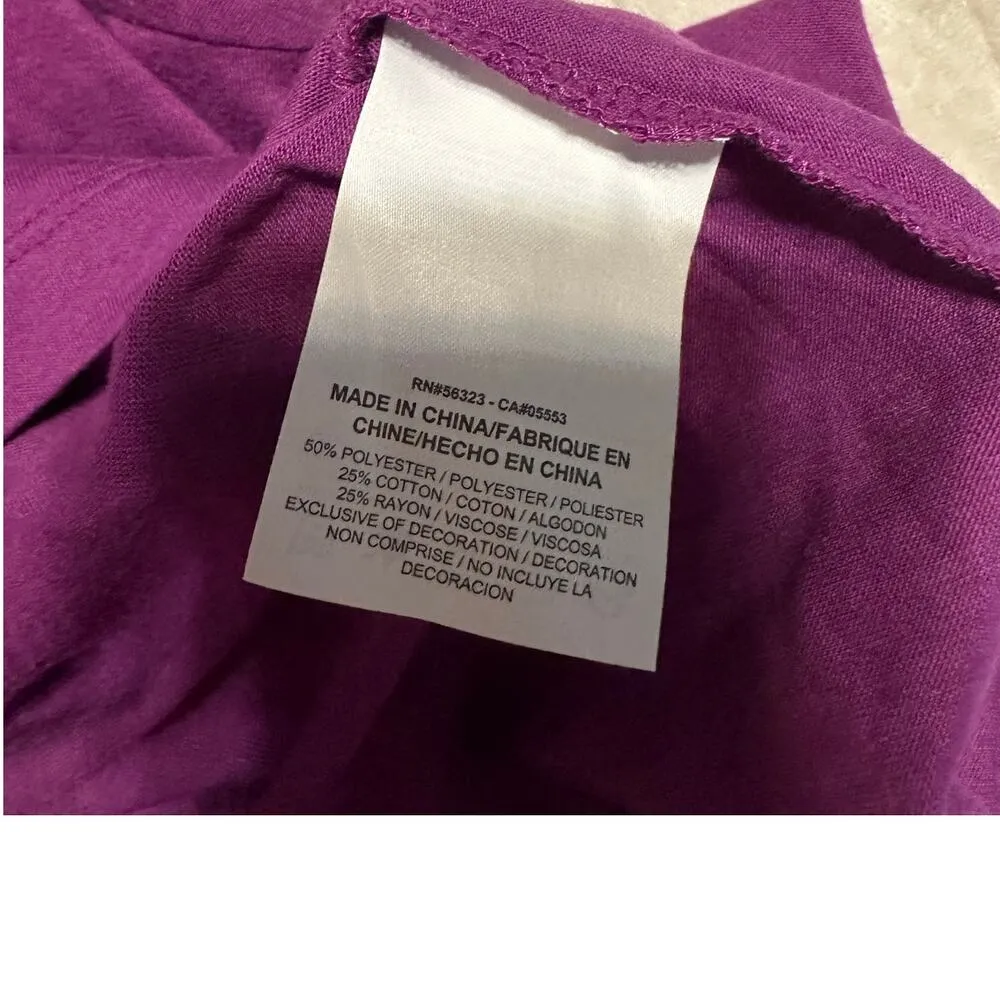 RN#56323 - CA#05553
MADE IN CHINA/FABRIQUE EN
CHINE/HECHO EN CHINA
50% POLYESTER / POLYESTER / POLIESTER
25% COTTON / COTON / ALGODON
25% RAYON / VISCOSE / VISCOSA
EXCLUSIVE OF DECORATION / DECORATION
NON COMPRISE / NO INCLUYE LA
DECORACION